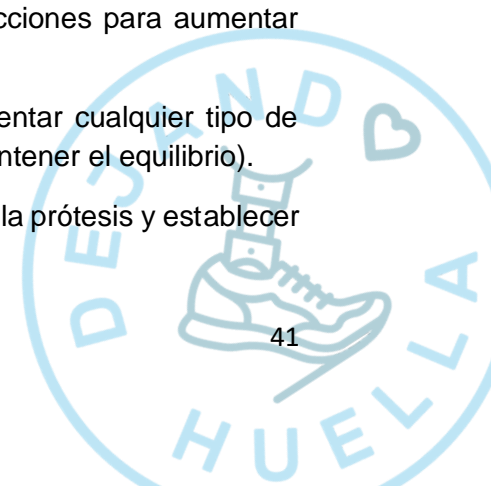 cciones para aumentar
entar cualquier tipo de
ntener el equilibrio).
la prótesis y establecer
41
DEJANDO
HUELLA